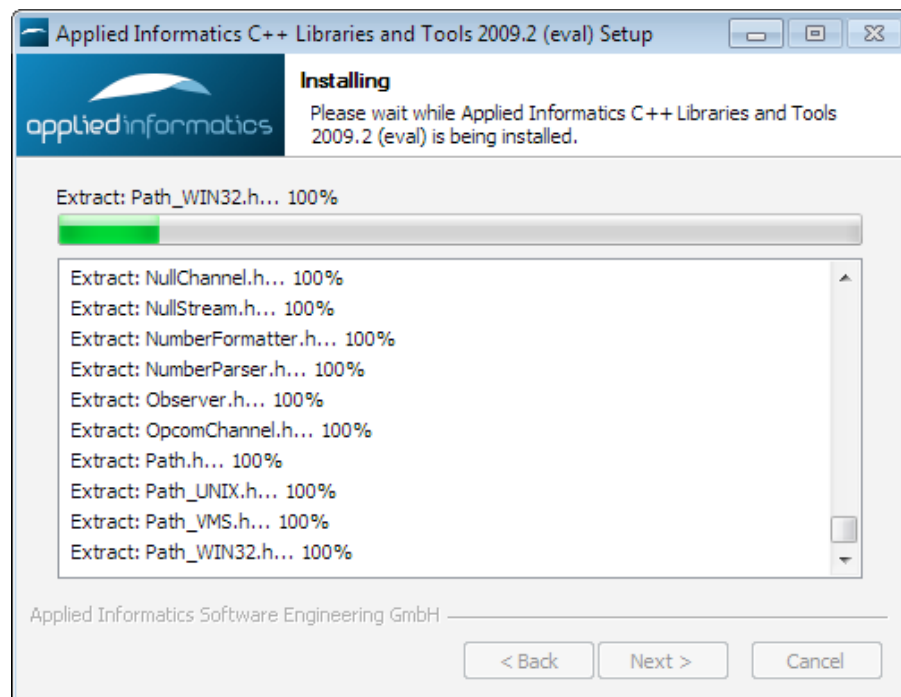 Applied Informatics C++ Libraries and Tools 2009.2 (eval) Setup
appliedinformatics
Installing
Please wait while Applied Informatics C++ Libraries and Tools
2009.2 (eval) is being installed.
Extract: Path_WIN32.h... 100%
Extract: NullChannel.h... 100%
Extract: NullStream.h... 100%
Extract: NumberFormatter.h... 100%
Extract: NumberParser.h... 100%
Extract: Observer.h... 100%
Extract: OpcomChannel.h... 100%
Extract: Path.h... 100%
Extract: Path_UNIX.h... 100%
Extract: Path_VMS.h... 100%
Extract: Path_WIN32.h... 100%
Applied Informatics Software Engineering GmbH
< Back
Next >
Cancel